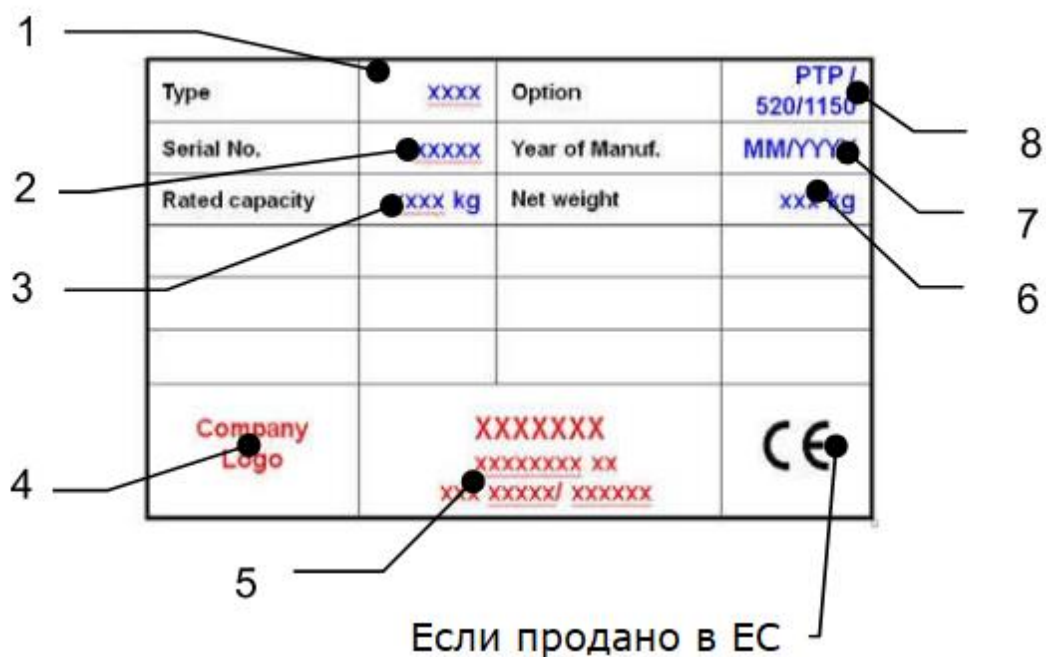 1
Type xxxx Option PTP /
520/1150
8
Serial No. xxxxx Year of Manuf. MM/YYYY
2
7
Rated capacity xxxx kg Net weight xxx kg
3
6
Company
Logo
4
XXXXXXX
xxxxxxxx xx
xxx xxxxx/ xxxxxx
CE
5
Если продано в ЕС